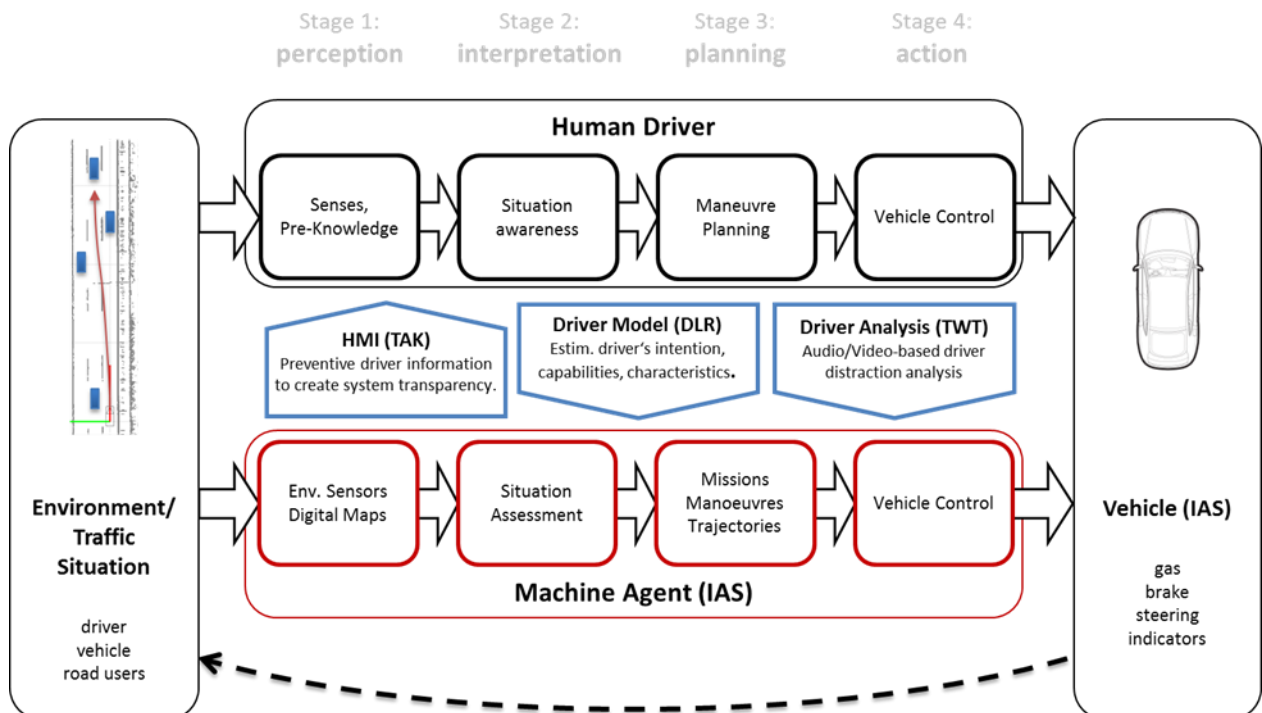 Stage 1:
perception
Stage 2:
interpretation
Stage 3:
planning
Stage 4:
action
Human Driver
Senses,
Pre-Knowledge
Situation
awareness
Maneuvre
Planning
Vehicle Control
HMI (TAK)
Preventive driver information
to create system transparency.
Driver Model (DLR)
Estim. driver‘s intention,
capabilities, characteristics.
Driver Analysis (TWT)
Audio/Video-based driver
distraction analysis
Env. Sensors
Digital Maps
Situation
Assessment
Missions
Manoeuvres
Trajectories
Vehicle Control
Machine Agent (IAS)
Environment/
Traffic
Situation
driver
vehicle
road users
Vehicle (IAS)
gas
brake
steering
indicators